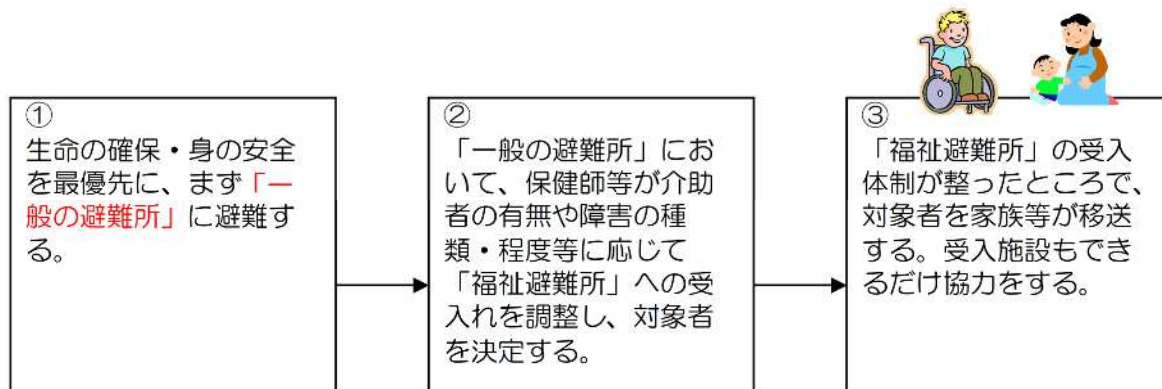 ①
生命の確保・身の安全
を最優先に、まず「一
般の避難所」に避難す
る。
②
「一般の避難所」にお
いて、保健師等が介助
者の有無や障害の種
類・程度等に応じて
「福祉避難所」への受
入れを調整し、対象者
を決定する。
③
「福祉避難所」の受入
体制が整ったところで、
対象者を家族等が移送
する。受入施設もでき
るだけ協力をする。